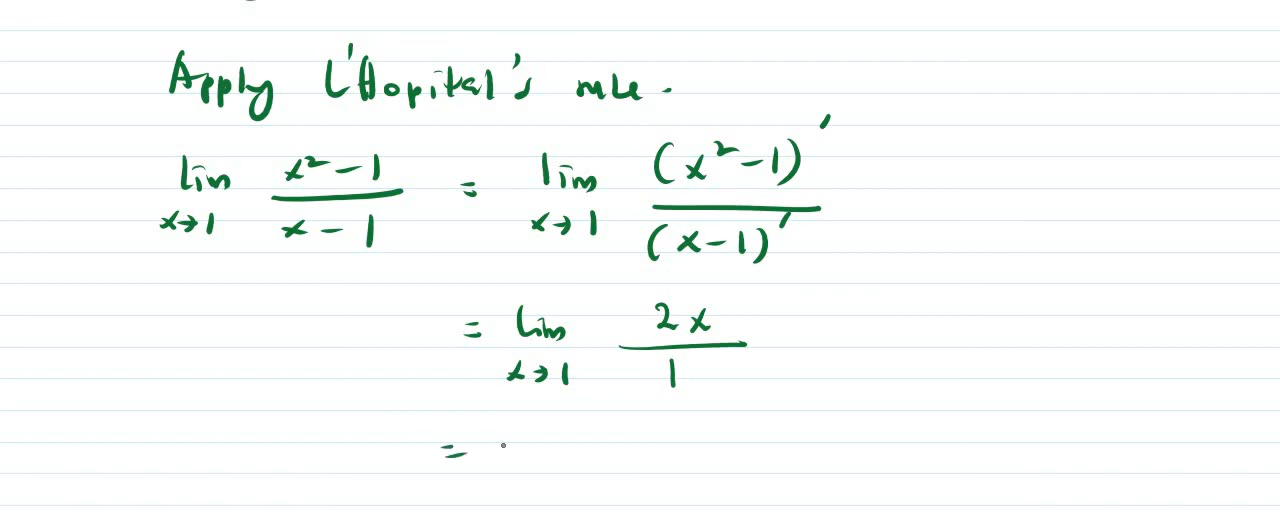 Apply L'Hopital's rule.
lim x→1 (x²-1)/(x-1) = lim x→1 (x²-1)'/(x-1)'
= lim x→1 2x/1
=